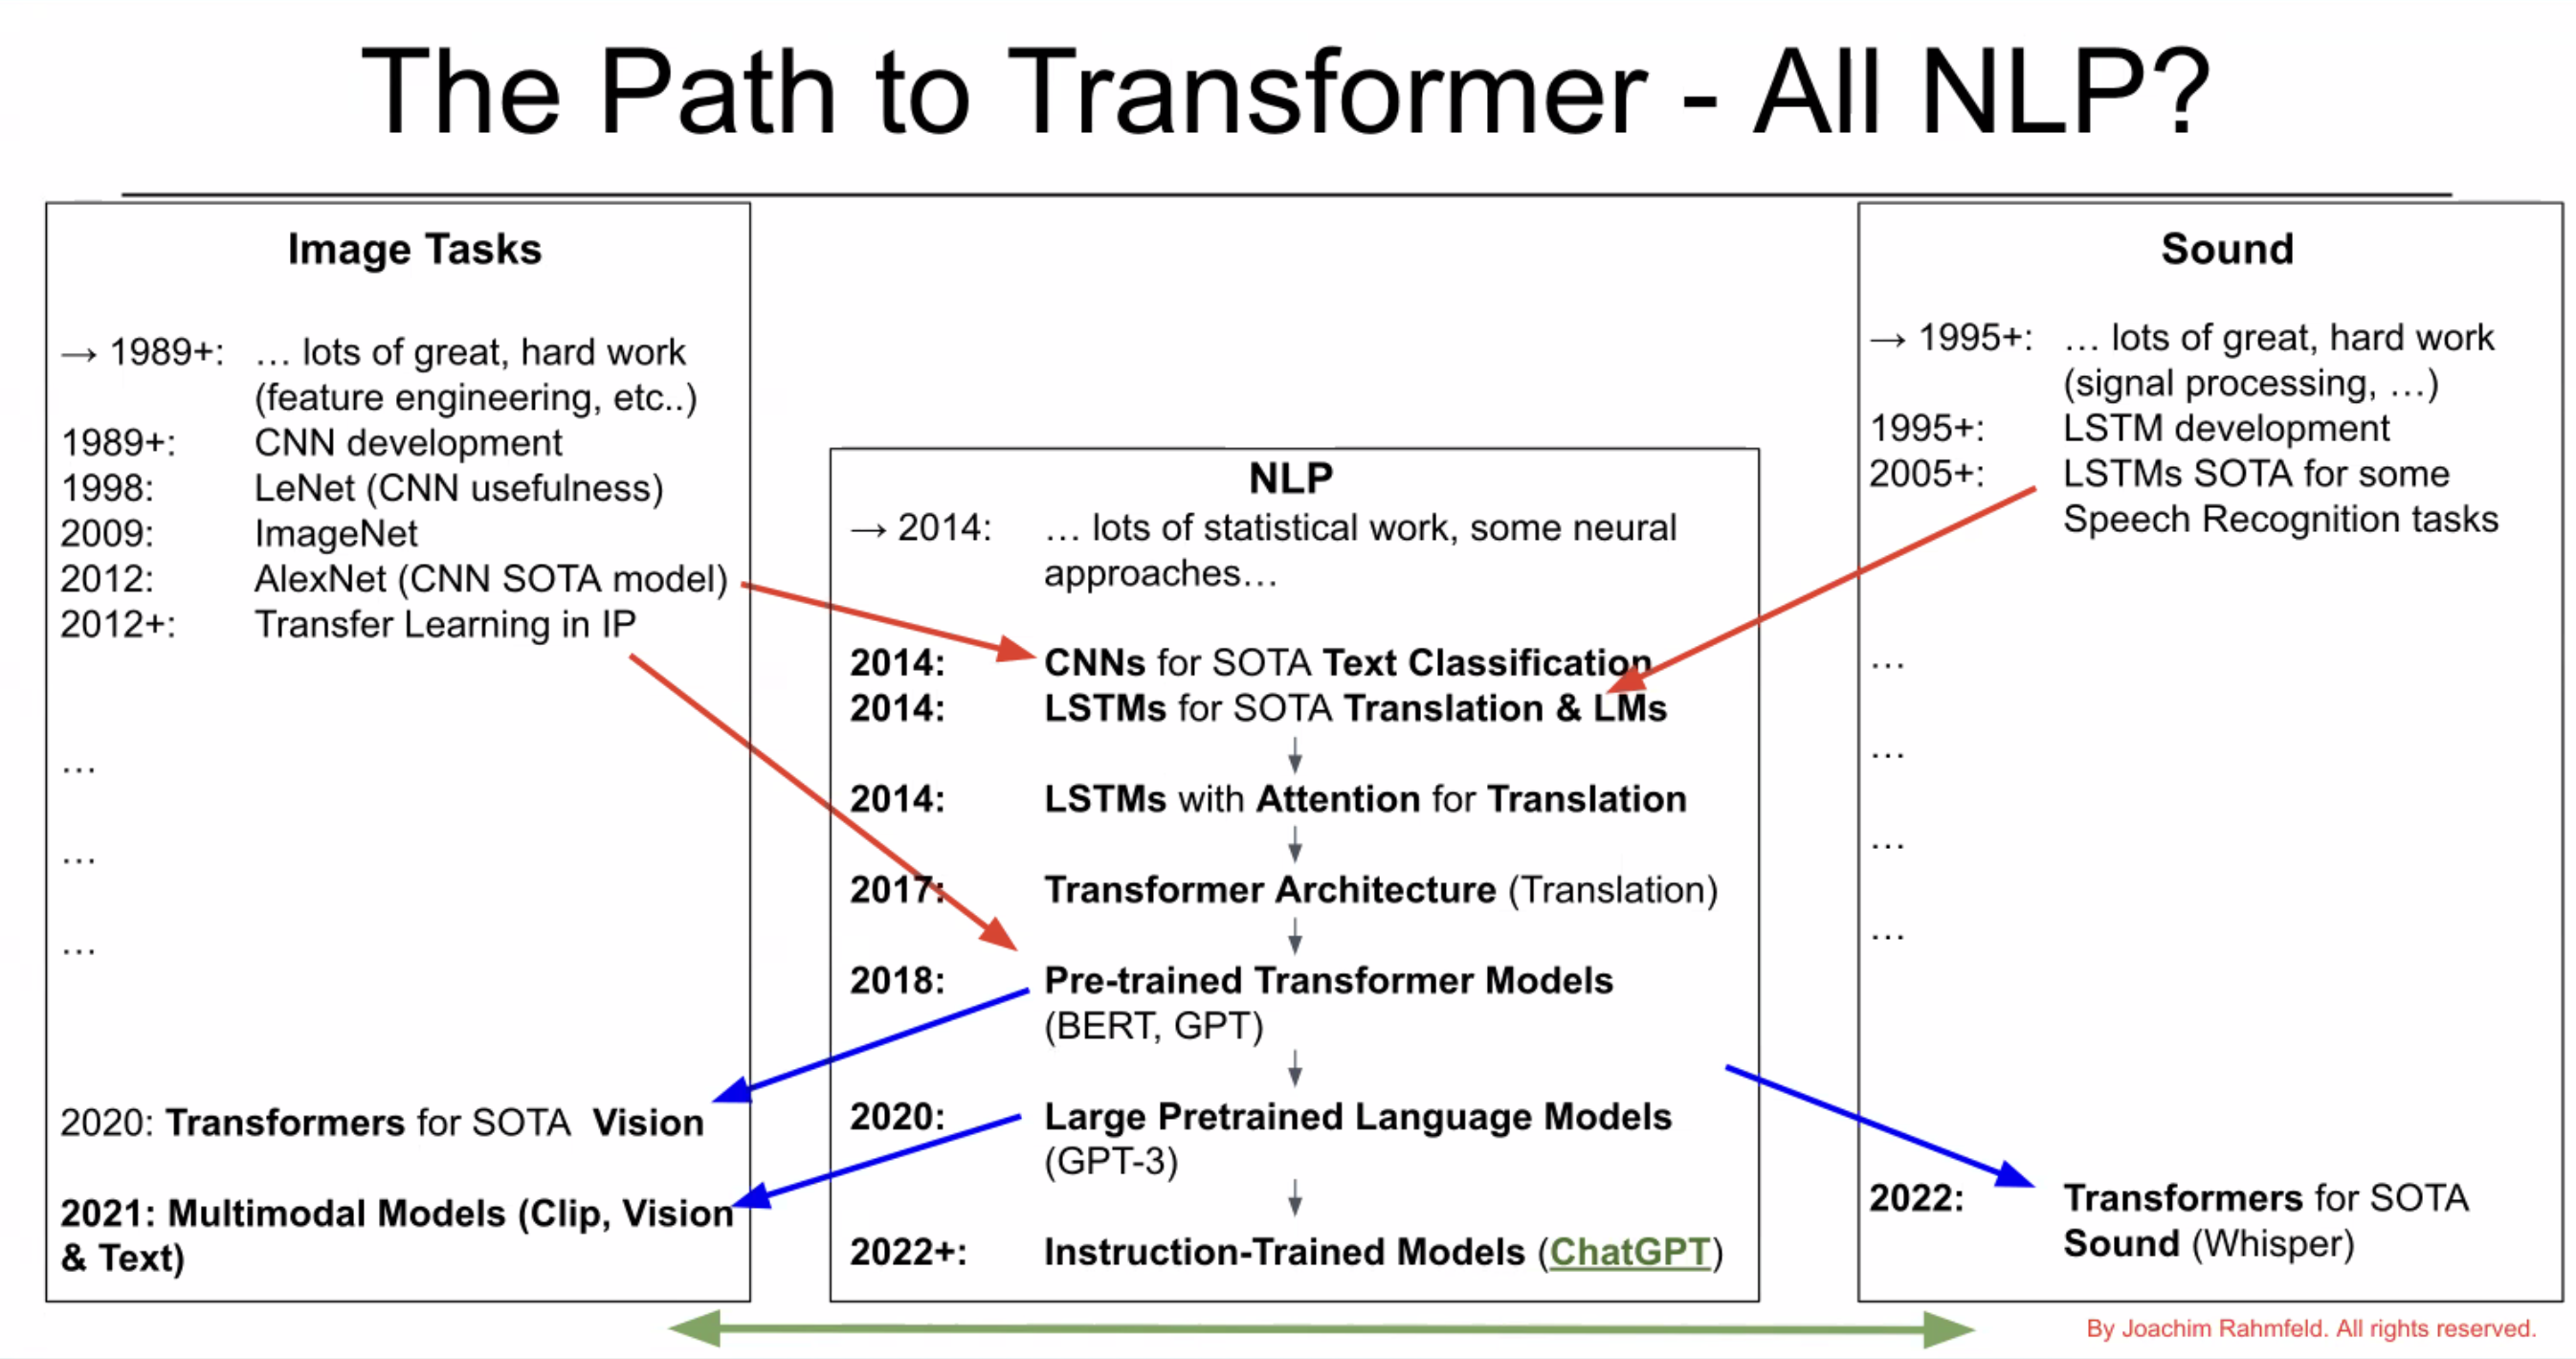 The Path to Transformer - All NLP?
Image Tasks
→ 1989+: … lots of great, hard work
(feature engineering, etc..)
1989+: CNN development
1998: LeNet (CNN usefulness)
2009: ImageNet
2012: AlexNet (CNN SOTA model)
2012+: Transfer Learning in IP
…
…
…
2020: Transformers for SOTA Vision
2021: Multimodal Models (Clip, Vision
& Text)
NLP
→ 2014: … lots of statistical work, some neural
approaches…
2014: CNNs for SOTA Text Classification
2014: LSTMs for SOTA Translation & LMs
2014: LSTMs with Attention for Translation
2017: Transformer Architecture (Translation)
2018: Pre-trained Transformer Models
(BERT, GPT)
2020: Large Pretrained Language Models
(GPT-3)
2022+: Instruction-Trained Models (ChatGPT)
Sound
→ 1995+: … lots of great, hard work
(signal processing, …)
1995+: LSTM development
2005+: LSTMs SOTA for some
Speech Recognition tasks
…
…
…
…
2022: Transformers for SOTA
Sound (Whisper)
By Joachim Rahmfeld. All rights reserved.